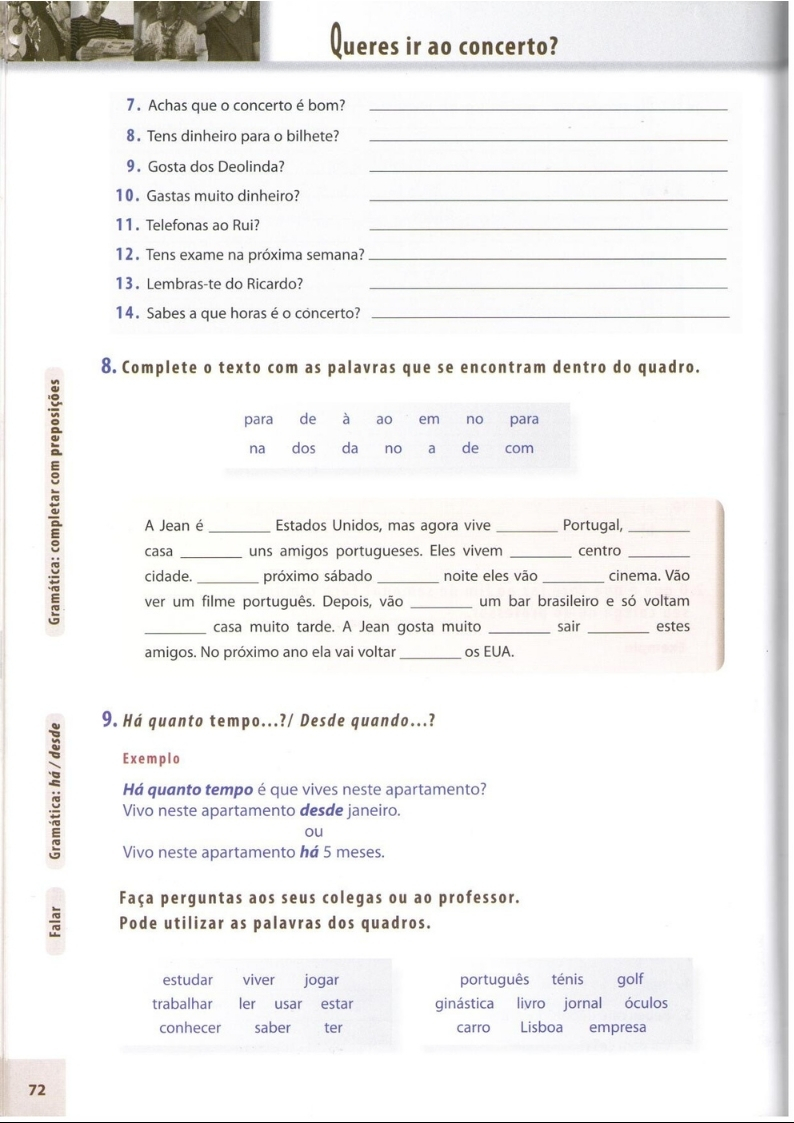 Queres ir ao concerto?
7. Achas que o concerto é bom? ____________________
8. Tens dinheiro para o bilhete? ____________________
9. Gosta dos Deolinda? ____________________
10. Gastas muito dinheiro? ____________________
11. Telefonas ao Rui? ____________________
12. Tens exame na próxima semana? ____________________
13. Lembras-te do Ricardo? ____________________
14. Sabes a que horas é o concerto? ____________________
Gramática: completar com preposições
8. Complete o texto com as palavras que se encontram dentro do quadro.
para de à ao em no para
na dos da no a de com
A Jean é _______ Estados Unidos, mas agora vive _______ Portugal, _______
casa _______ uns amigos portugueses. Eles vivem _______ centro _______
cidade. _______ próximo sábado _______ noite eles vão _______ cinema. Vão
ver um filme português. Depois, vão _______ um bar brasileiro e só voltam
_______ casa muito tarde. A Jean gosta muito _______ sair _______ estes
amigos. No próximo ano ela vai voltar _______ os EUA.
Gramática: há / desde
9. Há quanto tempo...?/ Desde quando...?
Exemplo
Há quanto tempo é que vives neste apartamento?
Vivo neste apartamento desde janeiro.
ou
Vivo neste apartamento há 5 meses.
Falar
Faça perguntas aos seus colegas ou ao professor.
Pode utilizar as palavras dos quadros.
estudar viver jogar
trabalhar ler usar estar
conhecer saber ter
português ténis golf
ginástica livro jornal óculos
carro Lisboa empresa
72